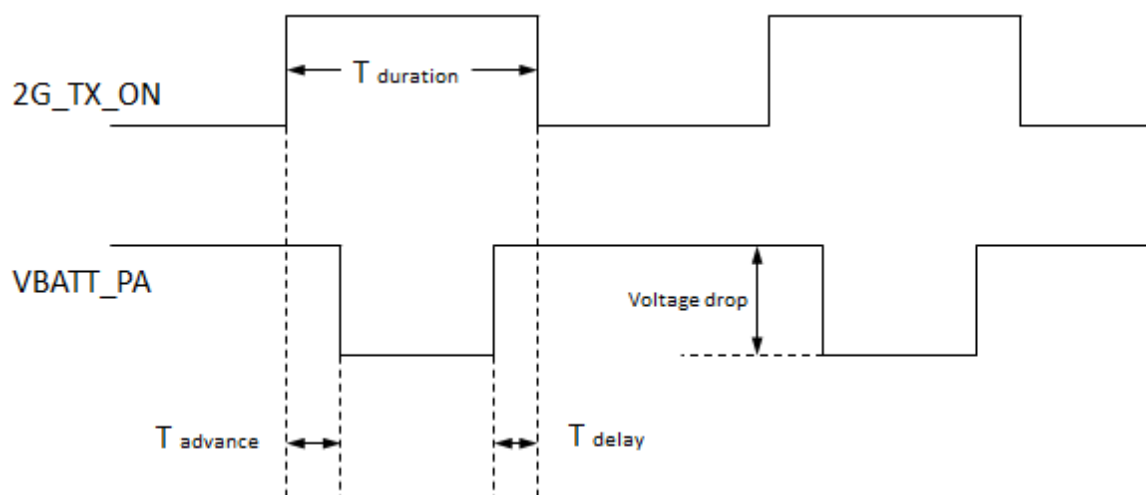 T duration
2G_TX_ON
VBATT_PA
Voltage drop
T advance
T delay